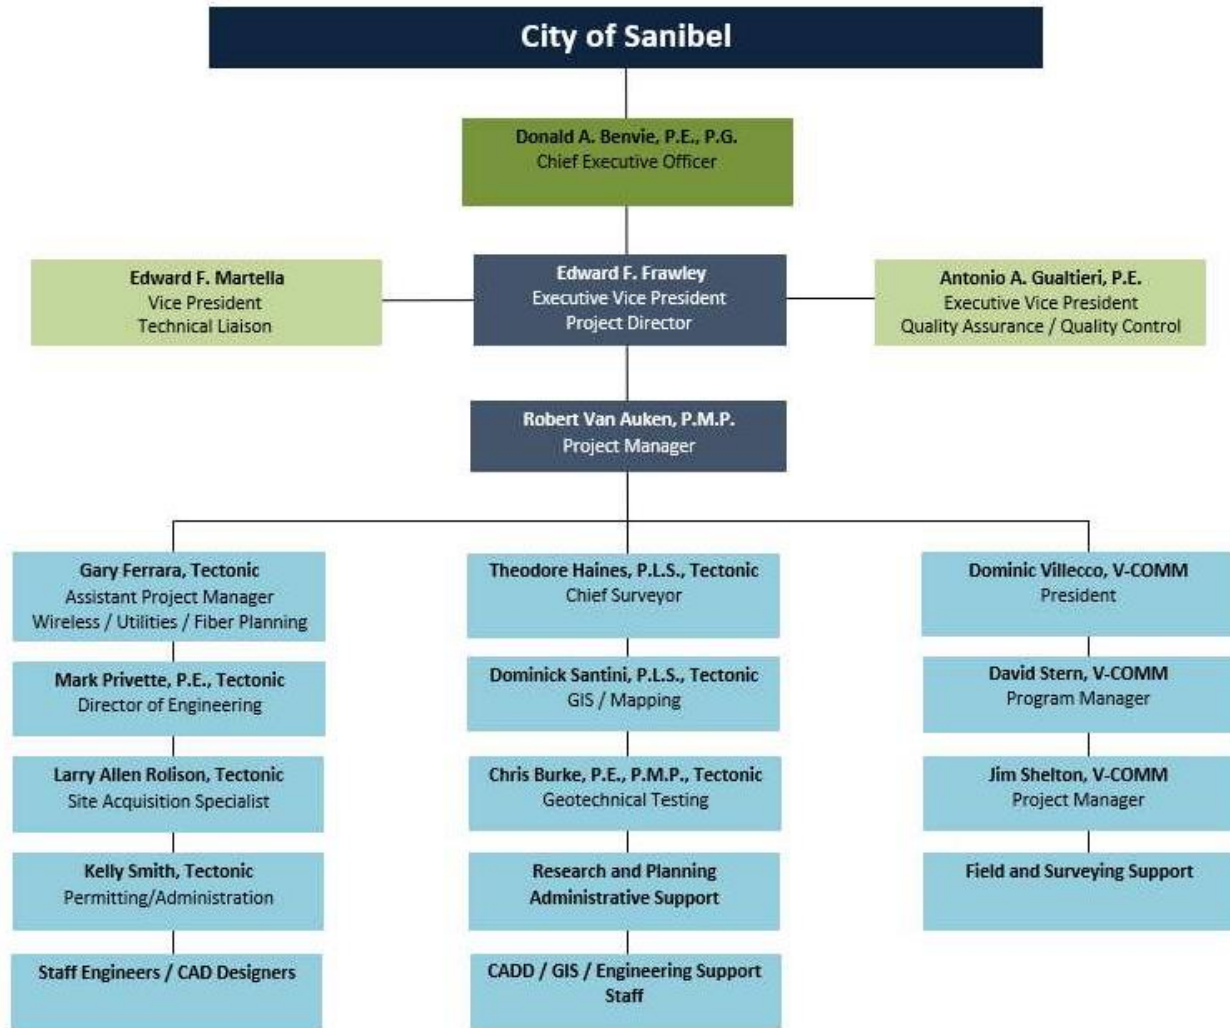 City of Sanibel
Donald A. Benvie, P.E., P.G.
Chief Executive Officer
Edward F. Martella
Vice President
Technical Liaison
Edward F. Frawley
Executive Vice President
Project Director
Antonio A. Gualtieri, P.E.
Executive Vice President
Quality Assurance / Quality Control
Robert Van Auken, P.M.P.
Project Manager
Gary Ferrara, Tectonic
Assistant Project Manager
Wireless / Utilities / Fiber Planning
Mark Privette, P.E., Tectonic
Director of Engineering
Larry Allen Rolison, Tectonic
Site Acquisition Specialist
Kelly Smith, Tectonic
Permitting/Administration
Staff Engineers / CAD Designers
Theodore Haines, P.L.S., Tectonic
Chief Surveyor
Dominick Santini, P.L.S., Tectonic
GIS / Mapping
Chris Burke, P.E., P.M.P., Tectonic
Geotechnical Testing
Research and Planning
Administrative Support
CADD / GIS / Engineering Support
Staff
Dominic Villecco, V-COMM
President
David Stern, V-COMM
Program Manager
Jim Shelton, V-COMM
Project Manager
Field and Surveying Support